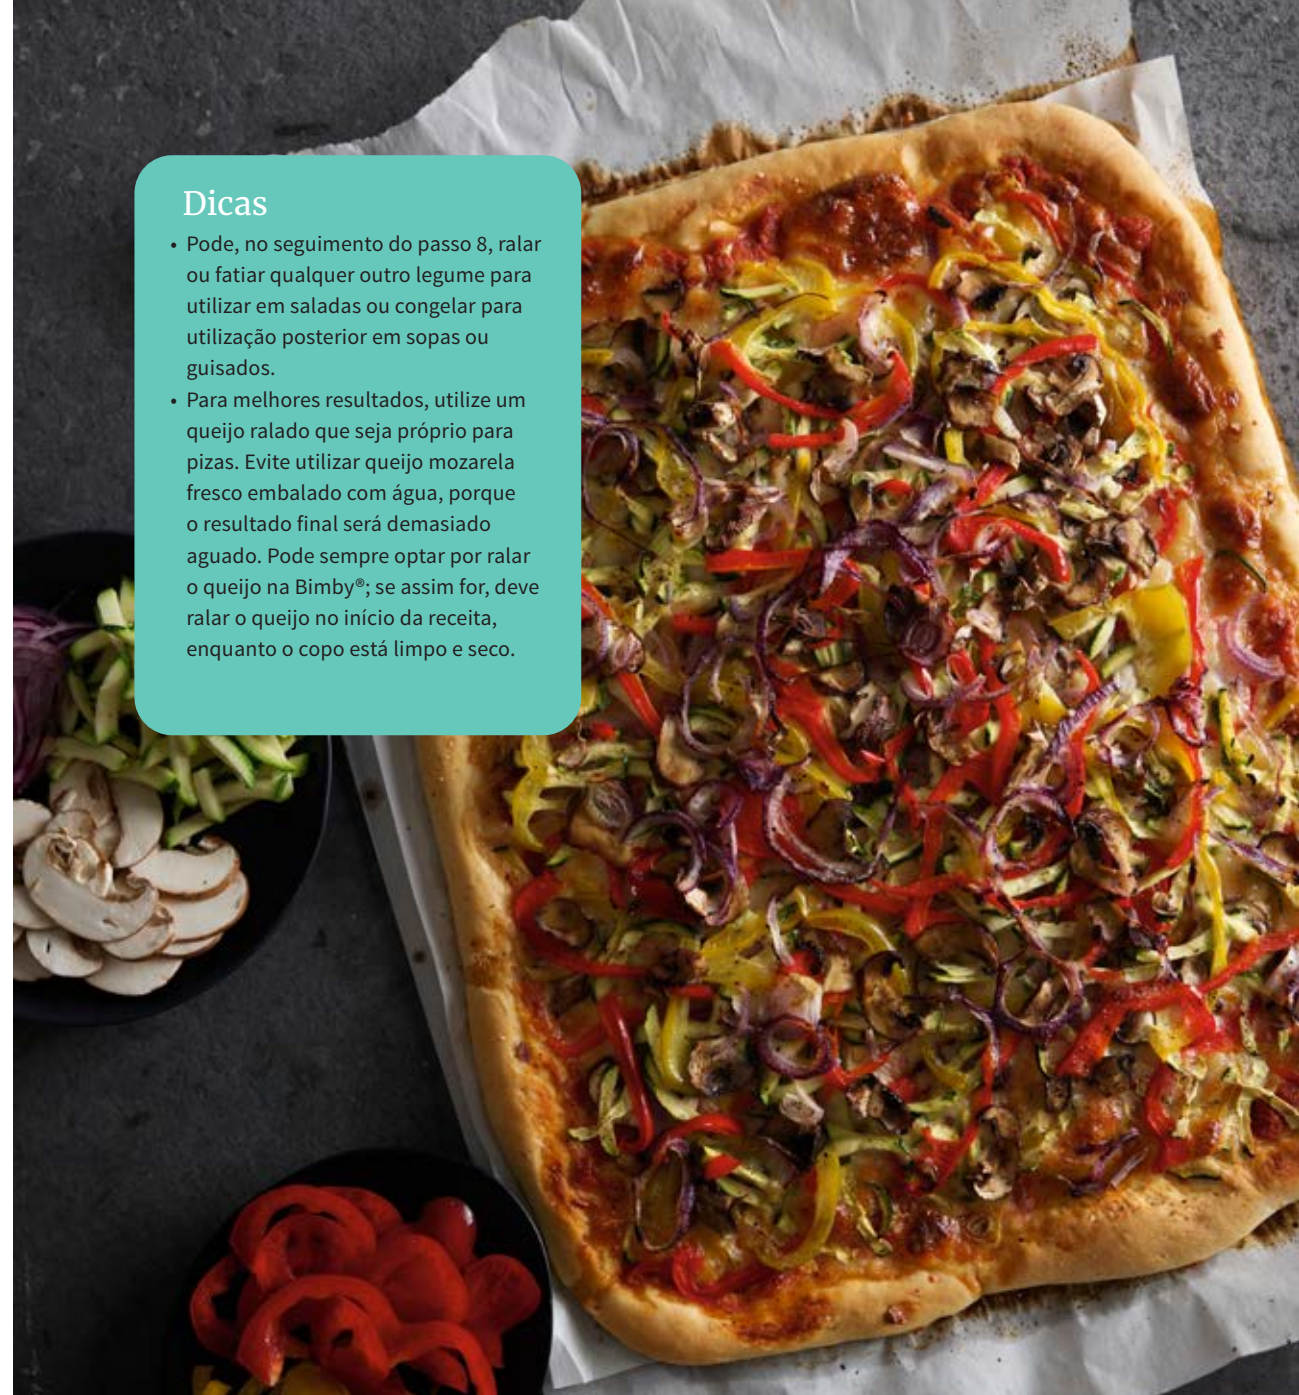 Dicas
• Pode, no seguimento do passo 8, ralar
ou fatiar qualquer outro legume para
utilizar em saladas ou congelar para
utilização posterior em sopas ou
guisados.
• Para melhores resultados, utilize um
queijo ralado que seja próprio para
pizas. Evite utilizar queijo mozarela
fresco embalado com água, porque
o resultado final será demasiado
aguado. Pode sempre optar por ralar
o queijo na Bimby®; se assim for, deve
ralar o queijo no início da receita,
enquanto o copo está limpo e seco.